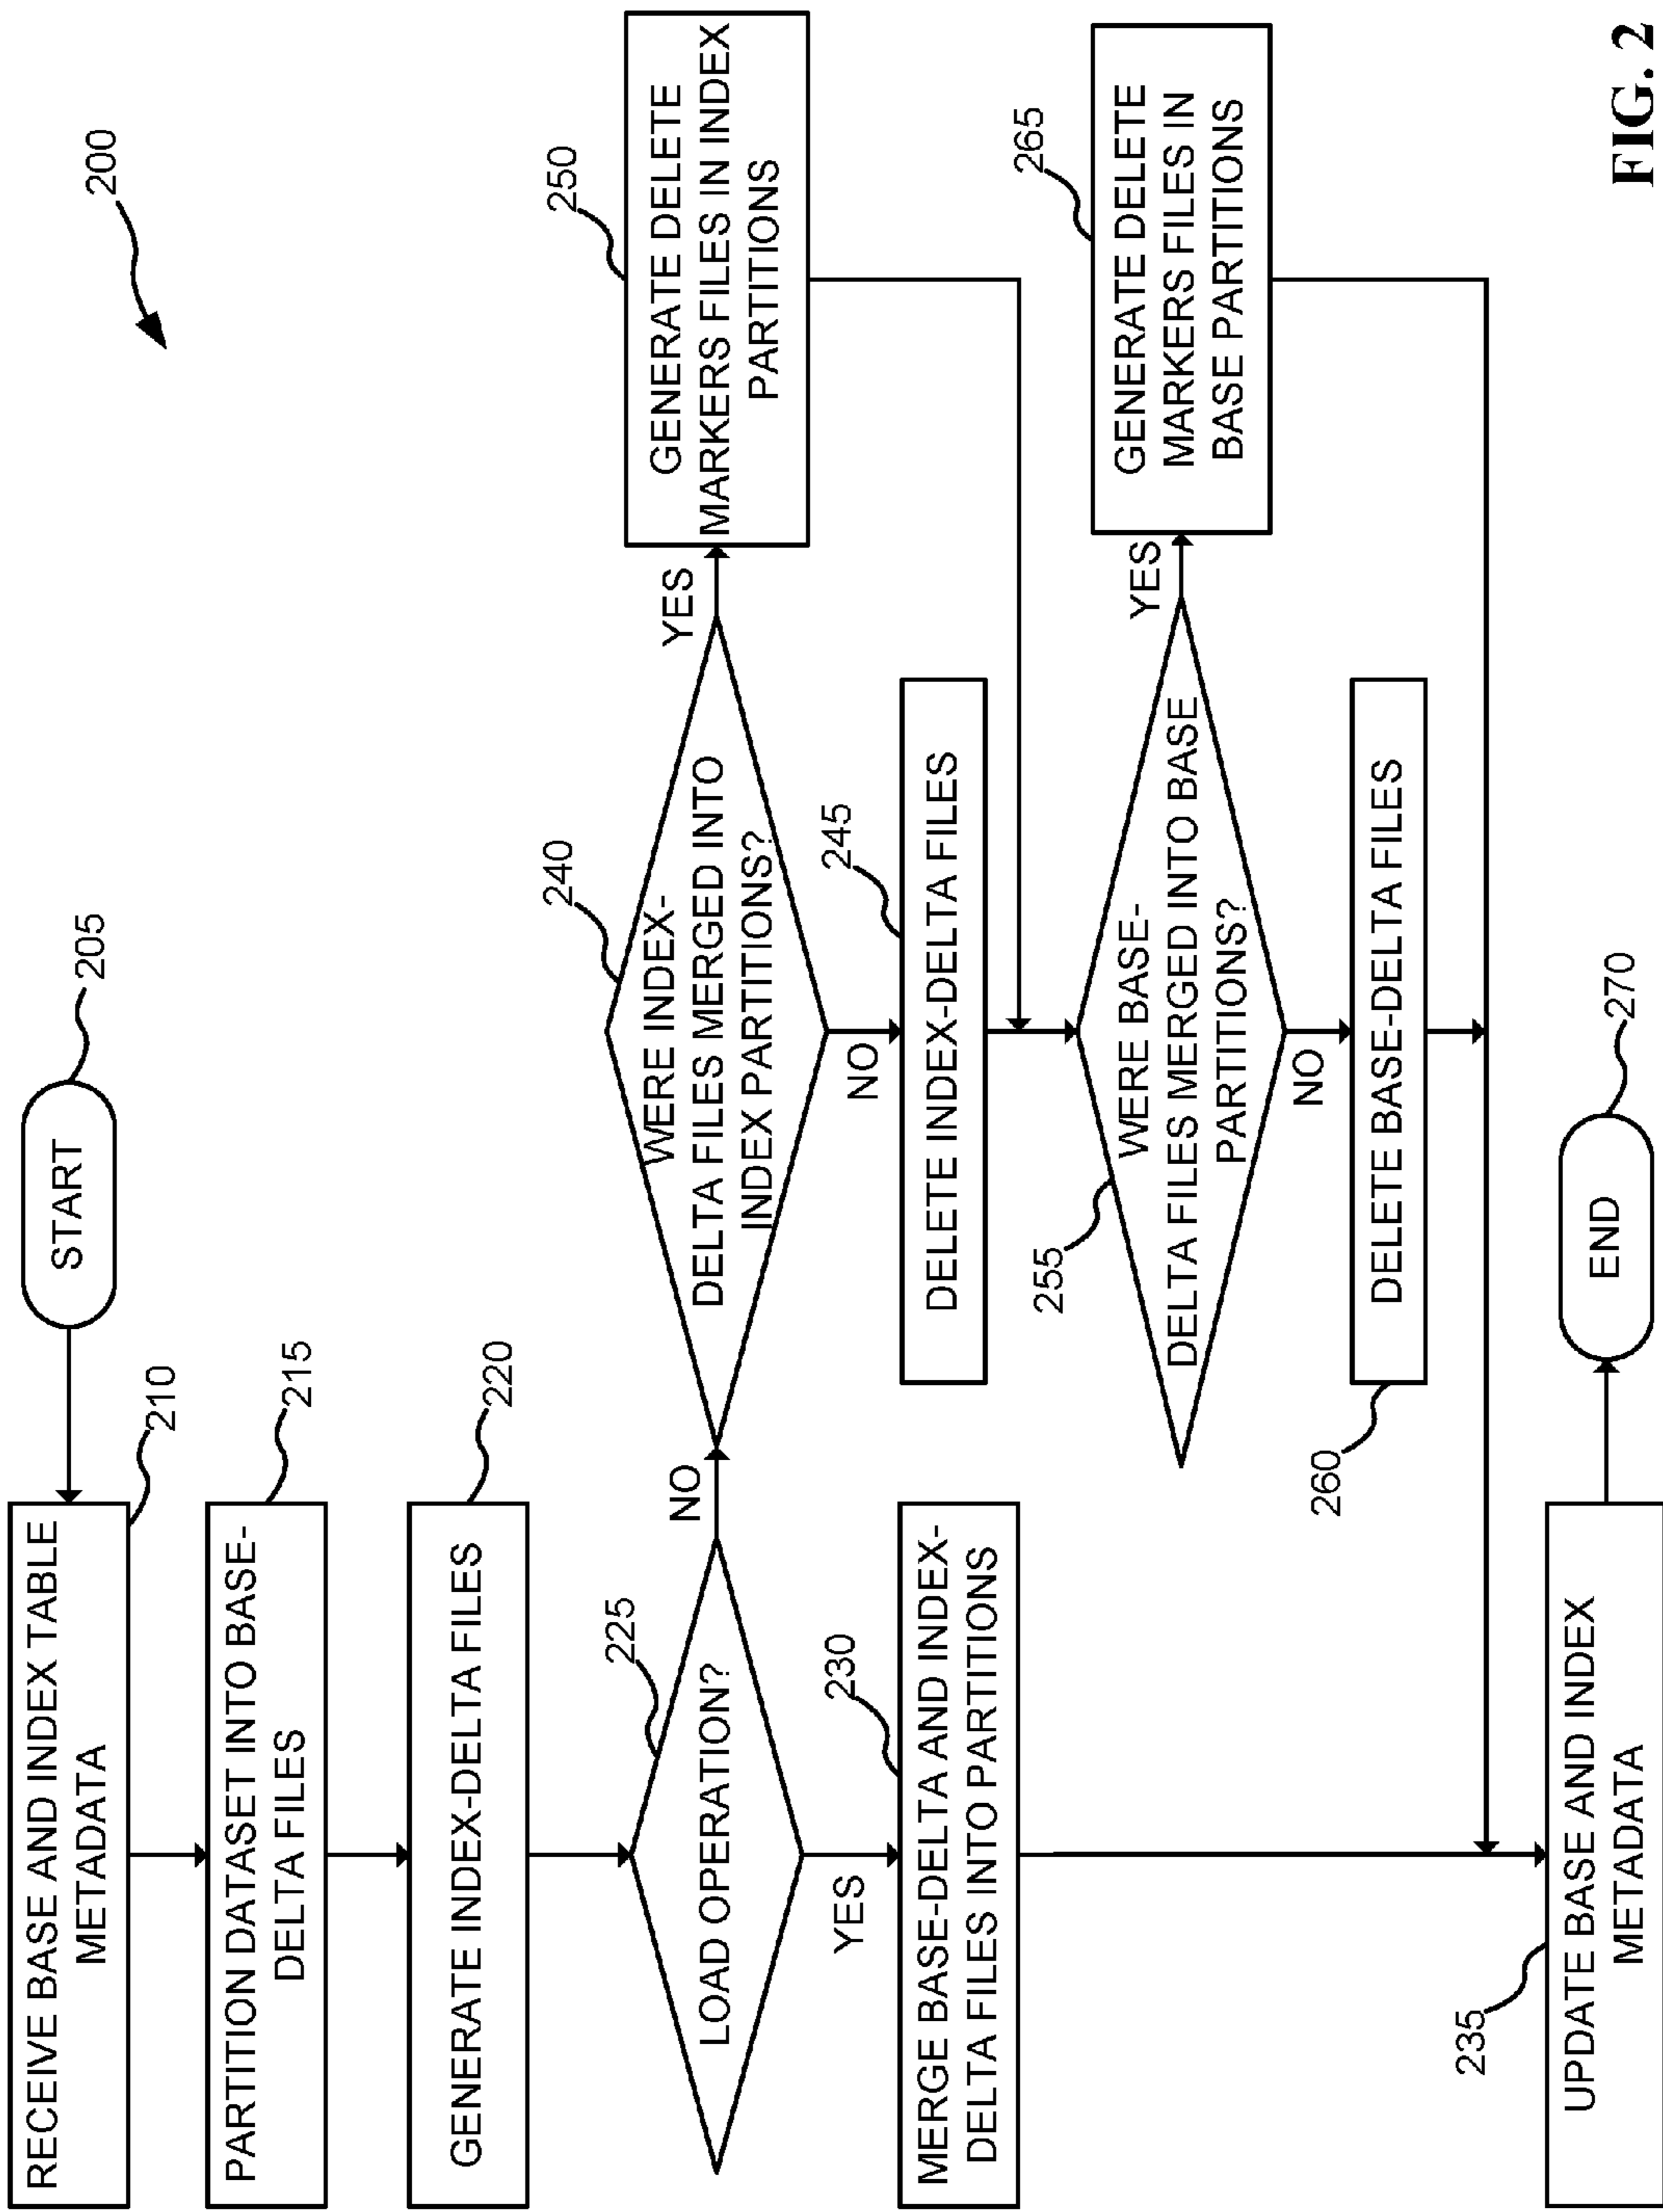 200
START
205
RECEIVE BASE AND INDEX TABLE
METADATA
210
PARTITION DATASET INTO BASE-
DELTA FILES
215
GENERATE INDEX-DELTA FILES
220
LOAD OPERATION?
225
NO
YES
MERGE BASE-DELTA AND INDEX-
DELTA FILES INTO PARTITIONS
230
WERE INDEX-
DELTA FILES MERGED INTO
INDEX PARTITIONS?
240
YES
NO
GENERATE DELETE
MARKERS FILES IN INDEX
PARTITIONS
250
DELETE INDEX-DELTA FILES
245
WERE BASE-
DELTA FILES MERGED INTO BASE
PARTITIONS?
255
YES
NO
GENERATE DELETE
MARKERS FILES IN
BASE PARTITIONS
265
DELETE BASE-DELTA FILES
260
UPDATE BASE AND INDEX
METADATA
235
END
270
FIG. 2